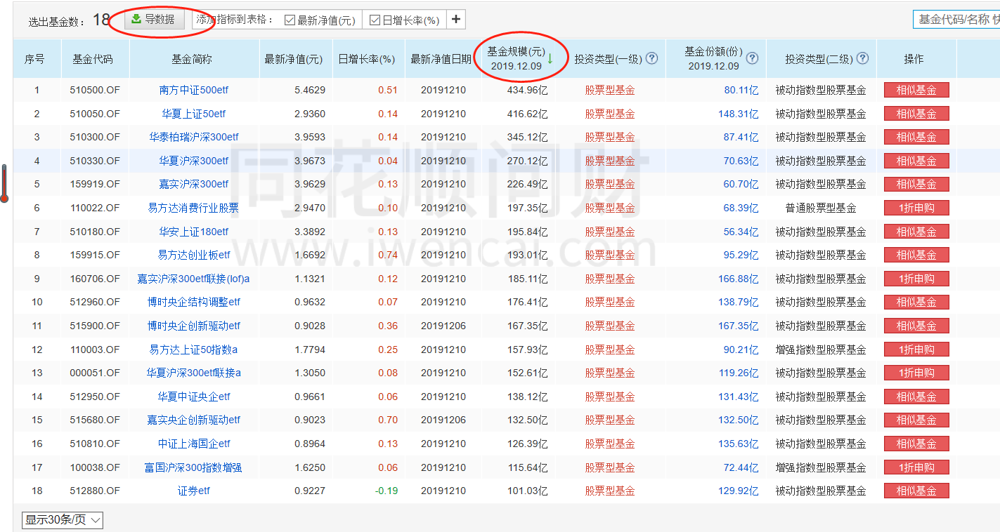 选出基金数： 18 导数据 添加指标到表格： 最新净值(元) 日增长率(%) + 基金代码/名称 快
序号 基金代码 基金简称 最新净值(元) 日增长率(%) 最新净值日期 基金规模(元) 2019.12.09 ↓ 投资类型(一级) ? 基金份额(份) 2019.12.09 ? 投资类型(二级) ? 操作
1 510500.OF 南方中证500etf 5.4629 0.51 20191210 434.96亿 股票型基金 80.11亿 被动指数型股票基金 相似基金
2 510050.OF 华夏上证50etf 2.9360 0.14 20191210 416.62亿 股票型基金 148.31亿 被动指数型股票基金 相似基金
3 510300.OF 华泰柏瑞沪深300etf 3.9593 0.14 20191210 345.12亿 股票型基金 87.41亿 被动指数型股票基金 相似基金
4 510330.OF 华夏沪深300etf 3.9673 0.04 20191210 270.12亿 股票型基金 70.63亿 被动指数型股票基金 相似基金
5 159919.OF 嘉实沪深300etf 3.9629 0.13 20191210 226.49亿 股票型基金 60.70亿 被动指数型股票基金 相似基金
6 110022.OF 易方达消费行业股票 2.9470 0.10 20191210 197.35亿 股票型基金 68.39亿 普通股票型基金 1折申购
7 510180.OF 华安上证180etf 3.3892 0.13 20191210 195.84亿 股票型基金 56.34亿 被动指数型股票基金 相似基金
8 159915.OF 易方达创业板etf 1.6692 0.74 20191210 193.01亿 股票型基金 95.29亿 被动指数型股票基金 相似基金
9 160706.OF 嘉实沪深300etf联接(lof)a 1.1321 0.12 20191210 185.11亿 股票型基金 166.88亿 被动指数型股票基金 1折申购
10 512960.OF 博时央企结构调整etf 0.9632 0.07 20191210 176.41亿 股票型基金 138.79亿 被动指数型股票基金 相似基金
11 515900.OF 博时央企创新驱动etf 0.9028 0.36 20191206 167.35亿 股票型基金 167.35亿 被动指数型股票基金 相似基金
12 110003.OF 易方达上证50指数a 1.7794 0.25 20191210 157.93亿 股票型基金 90.21亿 增强指数型股票基金 1折申购
13 000051.OF 华夏沪深300etf联接a 1.3050 0.08 20191210 152.61亿 股票型基金 119.26亿 被动指数型股票基金 1折申购
14 512950.OF 华夏中证央企etf 0.9661 0.06 20191210 138.12亿 股票型基金 131.43亿 被动指数型股票基金 相似基金
15 515680.OF 嘉实央企创新驱动etf 0.9023 0.70 20191206 132.50亿 股票型基金 132.50亿 被动指数型股票基金 相似基金
16 510810.OF 中证上海国企etf 0.8964 0.13 20191210 126.39亿 股票型基金 135.63亿 被动指数型股票基金 相似基金
17 100038.OF 富国沪深300指数增强 1.6250 0.06 20191210 115.64亿 股票型基金 72.44亿 增强指数型股票基金 1折申购
18 512880.OF 证券etf 0.9227 -0.19 20191210 101.03亿 股票型基金 129.92亿 被动指数型股票基金 相似基金
显示30条/页
同花顺问财
www.iwencai.com